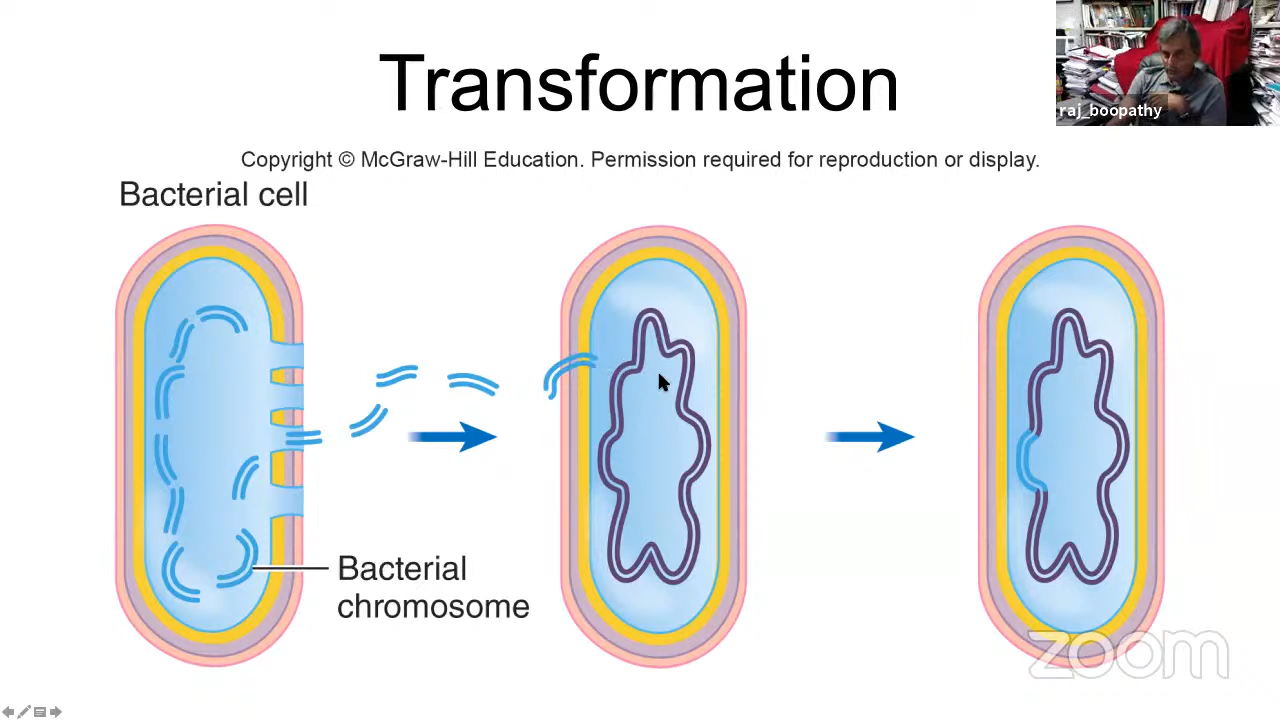 Transformation
raj_boopathy
Copyright © McGraw-Hill Education. Permission required for reproduction or display.
Bacterial cell
Bacterial
chromosome
zoom